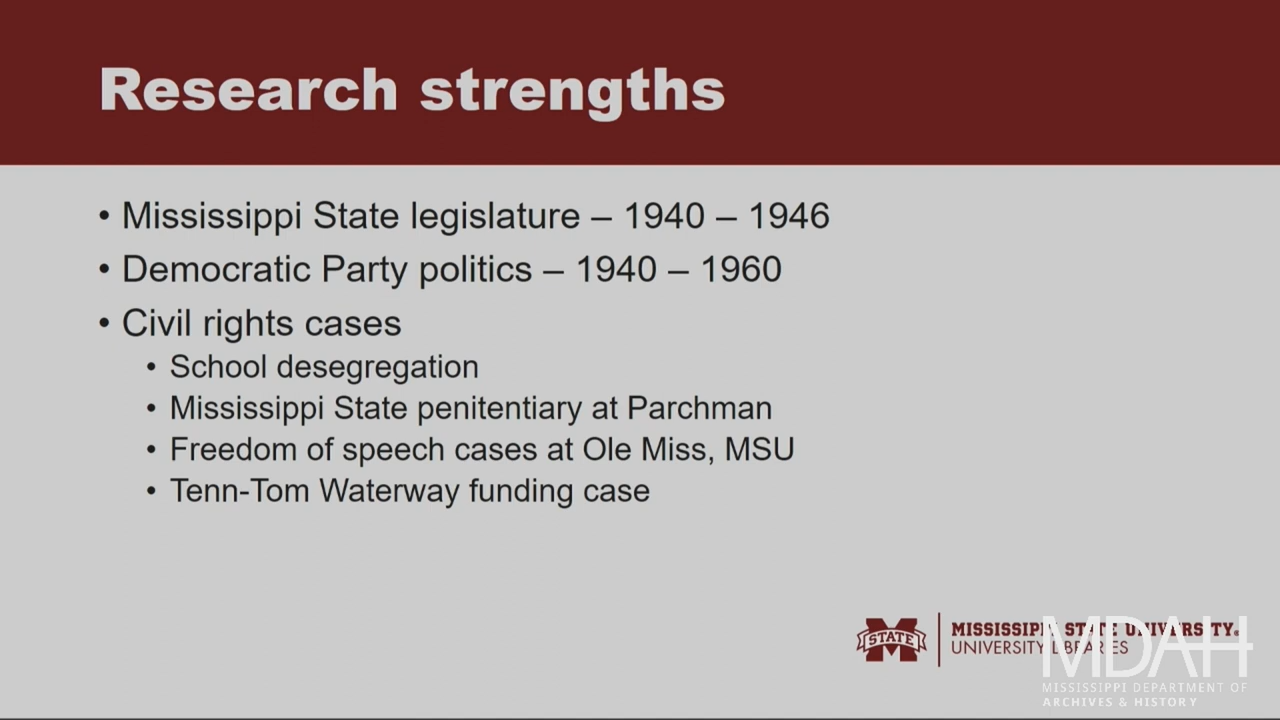 Research strengths
• Mississippi State legislature – 1940 – 1946
• Democratic Party politics – 1940 – 1960
• Civil rights cases
• School desegregation
• Mississippi State penitentiary at Parchman
• Freedom of speech cases at Ole Miss, MSU
• Tenn-Tom Waterway funding case
STATE
MISSISSIPPI STATE UNIVERSITY
UNIVERSITY LIBRARIES
MDAH
MISSISSIPPI DEPARTMENT OF
ARCHIVES & HISTORY